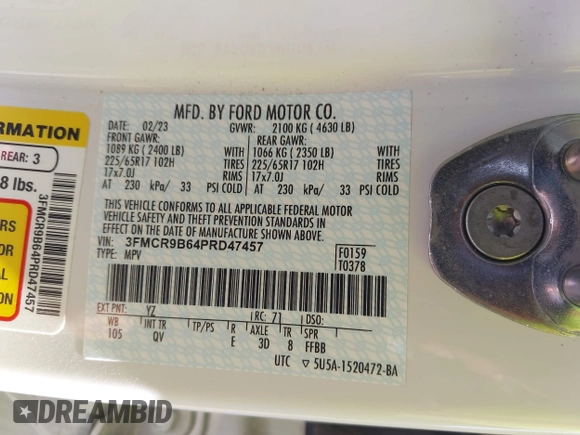 MFD. BY FORD MOTOR CO.
DATE: 02/23 GVWR: 2100 KG ( 4630 LB)
FRONT GAWR: REAR GAWR:
1089 KG ( 2400 LB) WITH 1066 KG ( 2350 LB) WITH
225/65R17 102H TIRES 225/65R17 102H TIRES
17x7.0J RIMS 17x7.0J RIMS
AT 230 kPa/ 33 PSI COLD AT 230 kPa/ 33 PSI COLD
THIS VEHICLE CONFORMS TO ALL APPLICABLE FEDERAL MOTOR
VEHICLE SAFETY, BUMPER, AND THEFT PREVENTION STANDARDS IN
EFFECT ON THE DATE OF MANUFACTURE SHOWN ABOVE.
VIN: 3FMCR9B64PRD47457 F0159
TYPE: MPV T0378
EXT PNT: YZ RC: 71 DSO:
WB INT TR TP/PS R AXLE TR SPR
105 QV E 3D 8 FFBB
UTC ▽ 5U5A-1520472-BA
ORMATION
REAR: 3
8 lbs.
3FMCR9B64PRD47457
ERS
DREAMBID